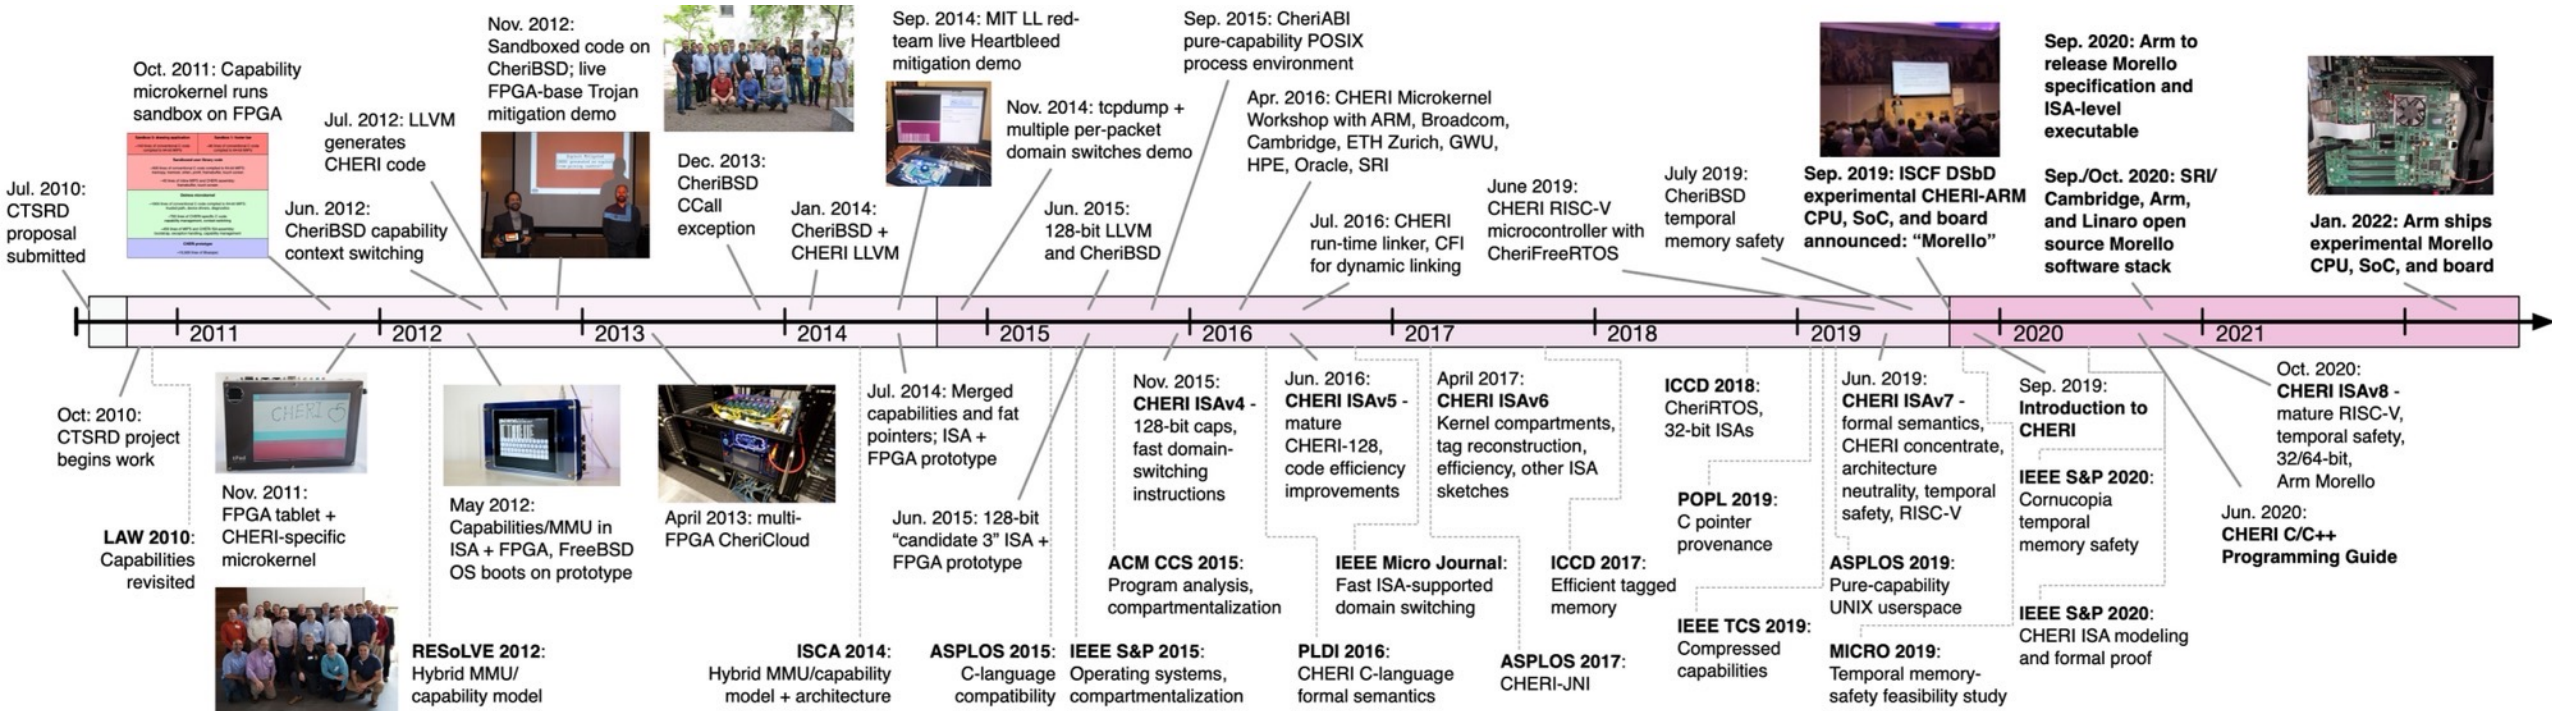 Jul. 2010:
CTSRD
proposal
submitted
Oct. 2011: Capability
microkernel runs
sandbox on FPGA
Jun. 2012:
CheriBSD capability
context switching
Jul. 2012: LLVM
generates
CHERI code
Nov. 2012:
Sandboxed code on
CheriBSD; live
FPGA-base Trojan
mitigation demo
Dec. 2013:
CheriBSD
CCall
exception
Jan. 2014:
CheriBSD +
CHERI LLVM
Sep. 2014: MIT LL red-
team live Heartbleed
mitigation demo
Nov. 2014: tcpdump +
multiple per-packet
domain switches demo
Jun. 2015:
128-bit LLVM
and CheriBSD
Sep. 2015: CheriABI
pure-capability POSIX
process environment
Apr. 2016: CHERI Microkernel
Workshop with ARM, Broadcom,
Cambridge, ETH Zurich, GWU,
HPE, Oracle, SRI
Jul. 2016: CHERI
run-time linker, CFI
for dynamic linking
June 2019:
CHERI RISC-V
microcontroller with
CheriFreeRTOS
July 2019:
CheriBSD
temporal
memory safety
Sep. 2019: ISCF DSbD
experimental CHERI-ARM
CPU, SoC, and board
announced: “Morello”
Sep. 2020: Arm to
release Morello
specification and
ISA-level
executable
Sep./Oct. 2020: SRI/
Cambridge, Arm,
and Linaro open
source Morello
software stack
Jan. 2022: Arm ships
experimental Morello
CPU, SoC, and board
2011
2012
2013
2014
2015
2016
2017
2018
2019
2020
2021
Oct. 2010:
CTSRD project
begins work
LAW 2010:
Capabilities
revisited
CHERI
Nov. 2011:
FPGA tablet +
CHERI-specific
microkernel
RESoLVE 2012:
Hybrid MMU/
capability model
May 2012:
Capabilities/MMU in
ISA + FPGA, FreeBSD
OS boots on prototype
April 2013: multi-
FPGA CheriCloud
ISCA 2014:
Hybrid MMU/capability
model + architecture
Jul. 2014: Merged
capabilities and fat
pointers; ISA +
FPGA prototype
Jun. 2015: 128-bit
“candidate 3” ISA +
FPGA prototype
ASPLOS 2015:
C-language
compatibility
IEEE S&P 2015:
Operating systems,
compartmentalization
ACM CCS 2015:
Program analysis,
compartmentalization
Nov. 2015:
CHERI ISAv4 -
128-bit caps,
fast domain-
switching
instructions
Jun. 2016:
CHERI ISAv5 -
mature
CHERI-128,
code efficiency
improvements
PLDI 2016:
CHERI C-language
formal semantics
IEEE Micro Journal:
Fast ISA-supported
domain switching
April 2017:
CHERI ISAv6
Kernel compartments,
tag reconstruction,
efficiency, other ISA
sketches
ASPLOS 2017:
CHERI-JNI
ICCD 2017:
Efficient tagged
memory
ICCD 2018:
CheriRTOS,
32-bit ISAs
POPL 2019:
C pointer
provenance
IEEE TCS 2019:
Compressed
capabilities
Jun. 2019:
CHERI ISAv7 -
formal semantics,
CHERI concentrate,
architecture
neutrality, temporal
safety, RISC-V
ASPLOS 2019:
Pure-capability
UNIX userspace
MICRO 2019:
Temporal memory-
safety feasibility study
Sep. 2019:
Introduction to
CHERI
IEEE S&P 2020:
Cornucopia
temporal
memory safety
IEEE S&P 2020:
CHERI ISA modeling
and formal proof
Jun. 2020:
CHERI C/C++
Programming Guide
Oct. 2020:
CHERI ISAv8 -
mature RISC-V,
temporal safety,
32/64-bit,
Arm Morello